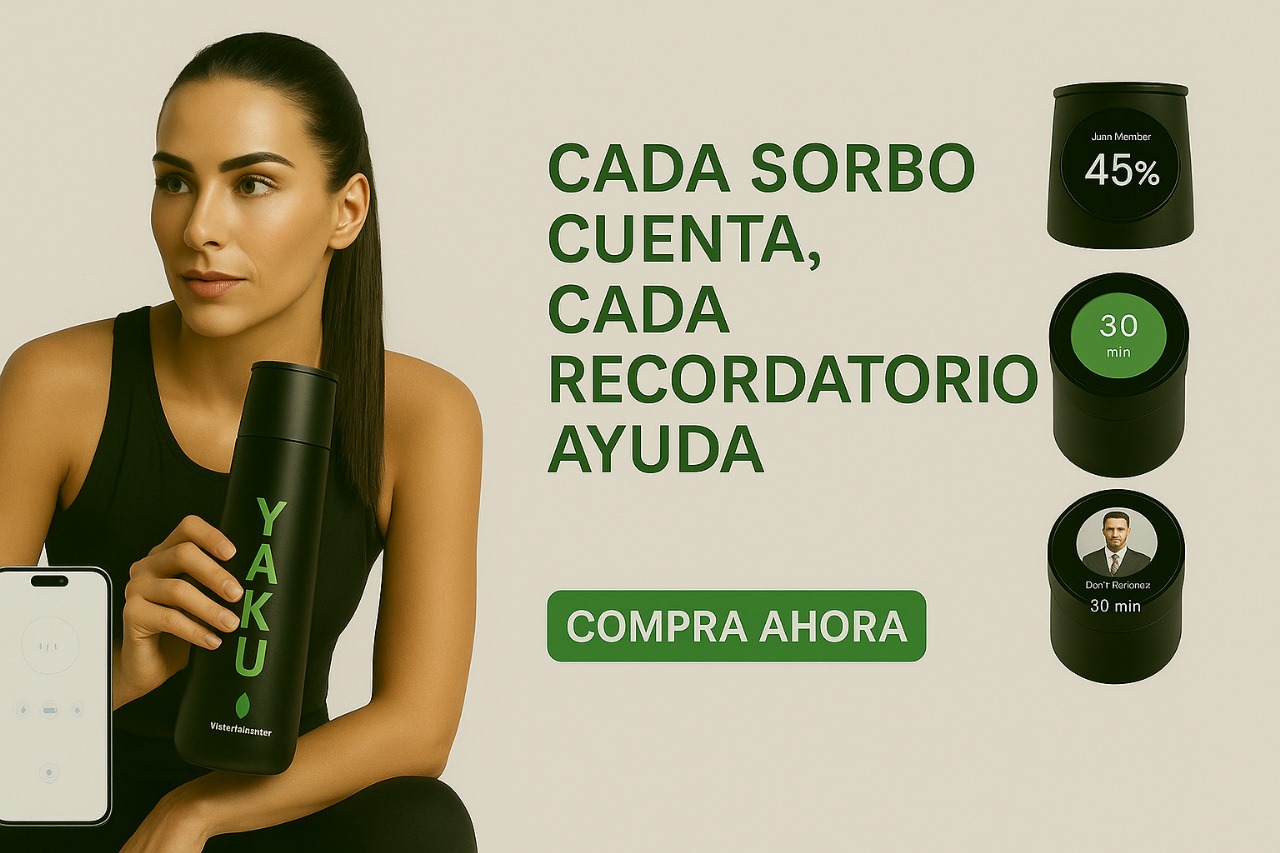 CADA SORBO
CUENTA,
CADA
RECORDATORIO
AYUDA
COMPRA AHORA
YAKU
Visterfainsnter
Juan Member
45%
30
min
Don't Rerionez
30 min